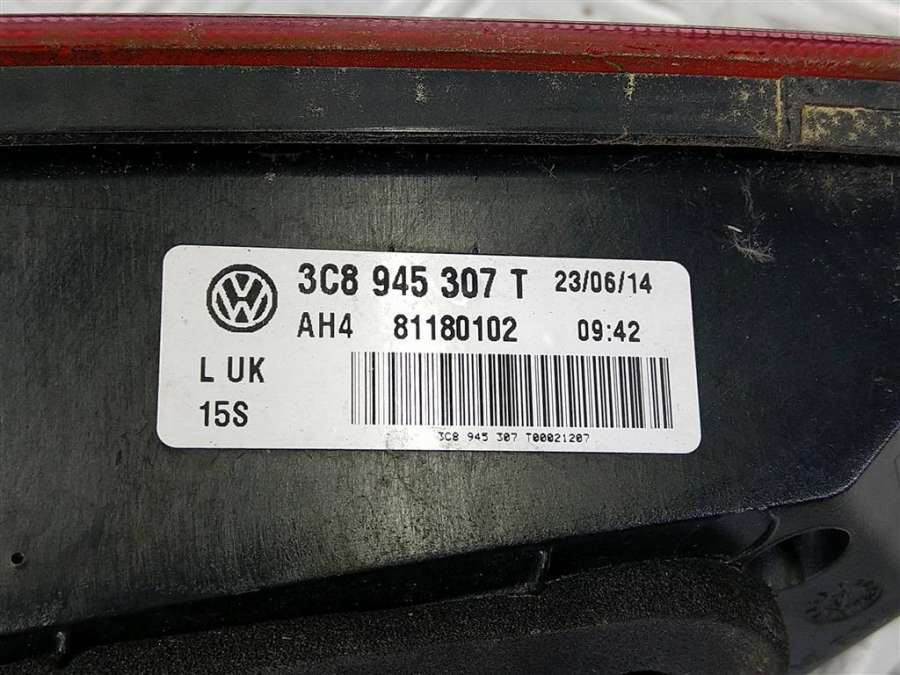 3C8 945 307 T 23/06/14
AH4 81180102 09:42
L UK
15S
3C8 945 307 T00021207